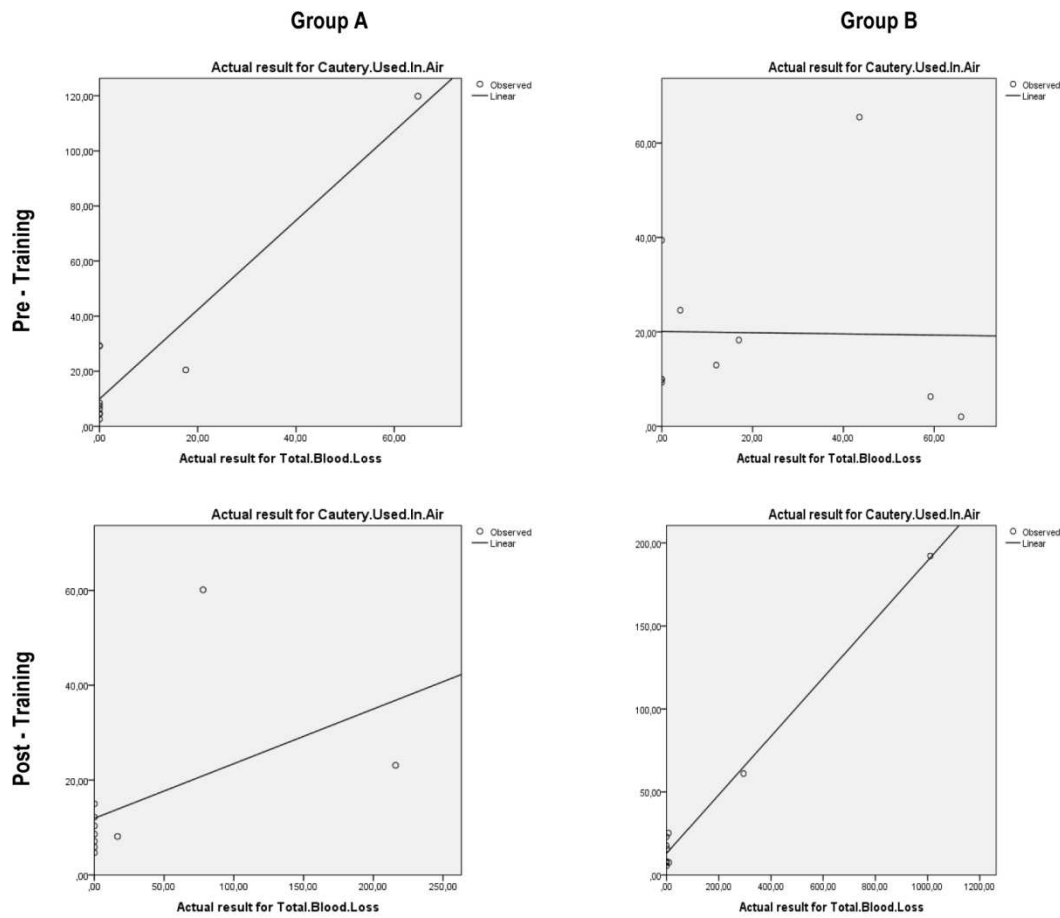 Group A
Group B
Pre - Training
Actual result for Cautery.Used.In.Air
Observed
Linear
120,00
100,00
80,00
60,00
40,00
20,00
,00
,00
20,00
40,00
60,00
Actual result for Total.Blood.Loss
Actual result for Cautery.Used.In.Air
Observed
Linear
60,00
40,00
20,00
,00
,00
20,00
40,00
60,00
Actual result for Total.Blood.Loss
Post - Training
Actual result for Cautery.Used.In.Air
Observed
Linear
60,00
40,00
20,00
,00
,00
50,00
100,00
150,00
200,00
250,00
Actual result for Total.Blood.Loss
Actual result for Cautery.Used.In.Air
Observed
Linear
200,00
150,00
100,00
50,00
,00
,00
200,00
400,00
600,00
800,00
1000,00
1200,00
Actual result for Total.Blood.Loss